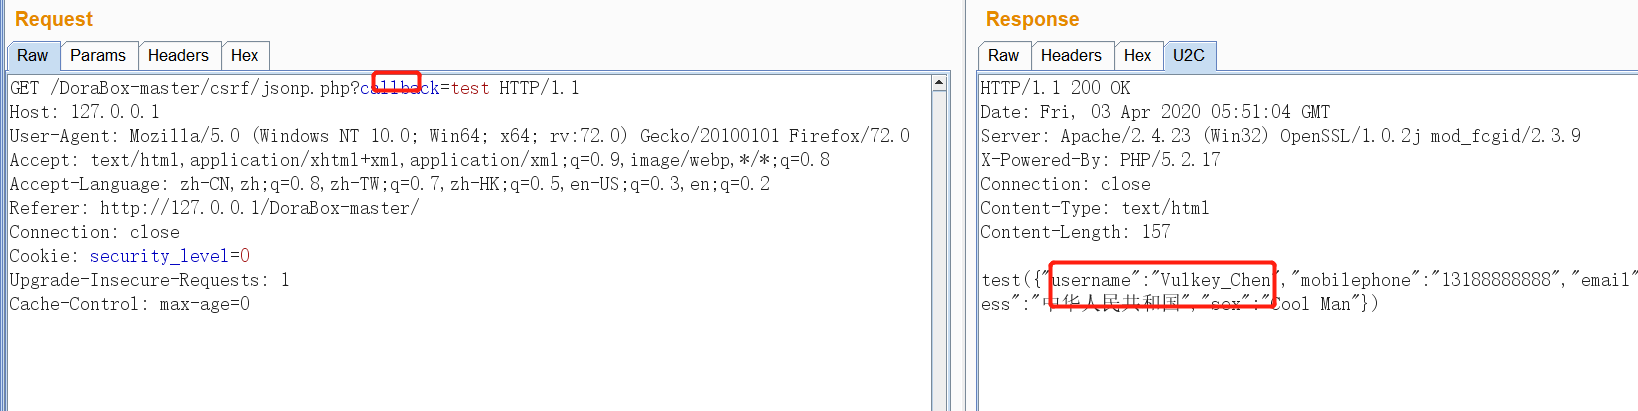 Request
Raw Params Headers Hex
GET /DoraBox-master/csrf/jsonp.php?callback=test HTTP/1.1
Host: 127.0.0.1
User-Agent: Mozilla/5.0 (Windows NT 10.0; Win64; x64; rv:72.0) Gecko/20100101 Firefox/72.0
Accept: text/html,application/xhtml+xml,application/xml;q=0.9,image/webp,*/*;q=0.8
Accept-Language: zh-CN,zh;q=0.8,zh-TW;q=0.7,zh-HK;q=0.5,en-US;q=0.3,en;q=0.2
Referer: http://127.0.0.1/DoraBox-master/
Connection: close
Cookie: security_level=0
Upgrade-Insecure-Requests: 1
Cache-Control: max-age=0
Response
Raw Headers Hex U2C
HTTP/1.1 200 OK
Date: Fri, 03 Apr 2020 05:51:04 GMT
Server: Apache/2.4.23 (Win32) OpenSSL/1.0.2j mod_fcgid/2.3.9
X-Powered-By: PHP/5.2.17
Connection: close
Content-Type: text/html
Content-Length: 157
test({"username":"Vulkey_Chen","mobilephone":"13188888888","email"
ess":"中华人民共和国","sex":"Cool Man"})